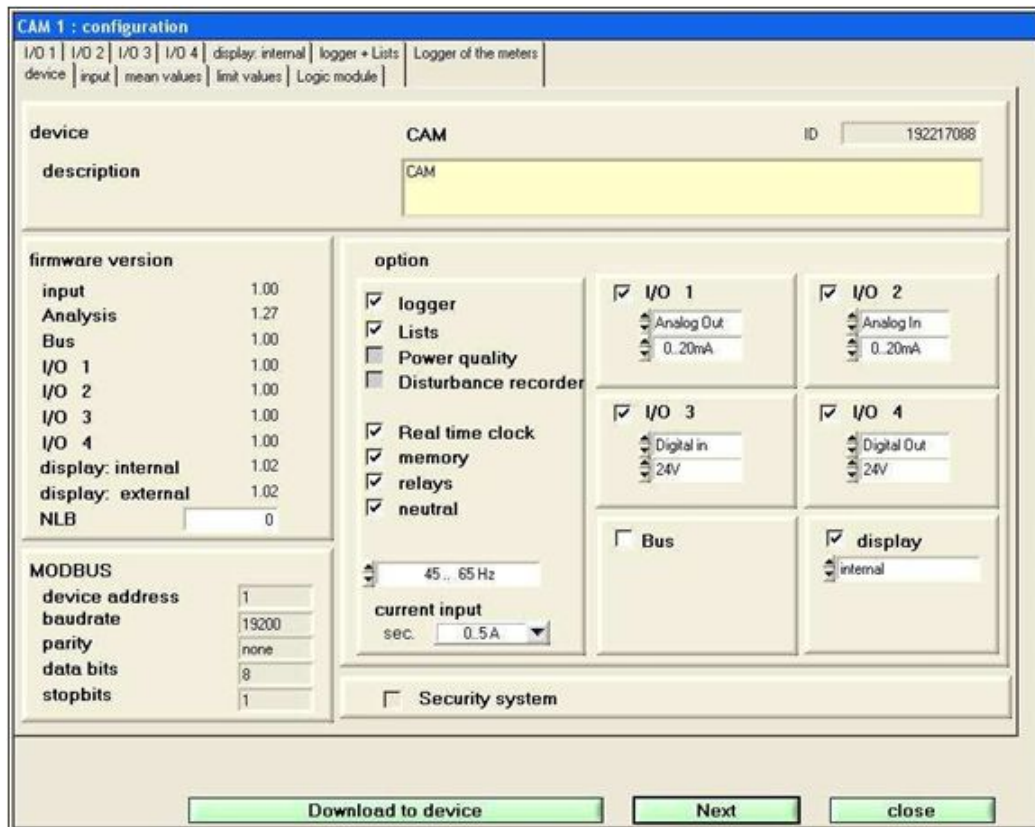 CAM 1 : configuration
I/O 1 I/O 2 I/O 3 I/O 4 display: internal logger + Lists Logger of the meters
device input mean values limit values Logic module
device CAM ID 192217088
description CAM
firmware version
input 1.00
Analysis 1.27
Bus 1.00
I/O 1 1.00
I/O 2 1.00
I/O 3 1.00
I/O 4 1.00
display: internal 1.02
display: external 1.02
NLB 0
MODBUS
device address 1
baudrate 19200
parity none
data bits 8
stopbits 1
option
logger
Lists
Power quality
Disturbance recorder
Real time clock
memory
relays
neutral
45.. 65 Hz
current input
sec. 0..5 A
I/O 1
Analog Out
0..20mA
I/O 2
Analog In
0..20mA
I/O 3
Digital in
24V
I/O 4
Digital Out
24V
Bus
display
internal
Security system
Download to device Next close